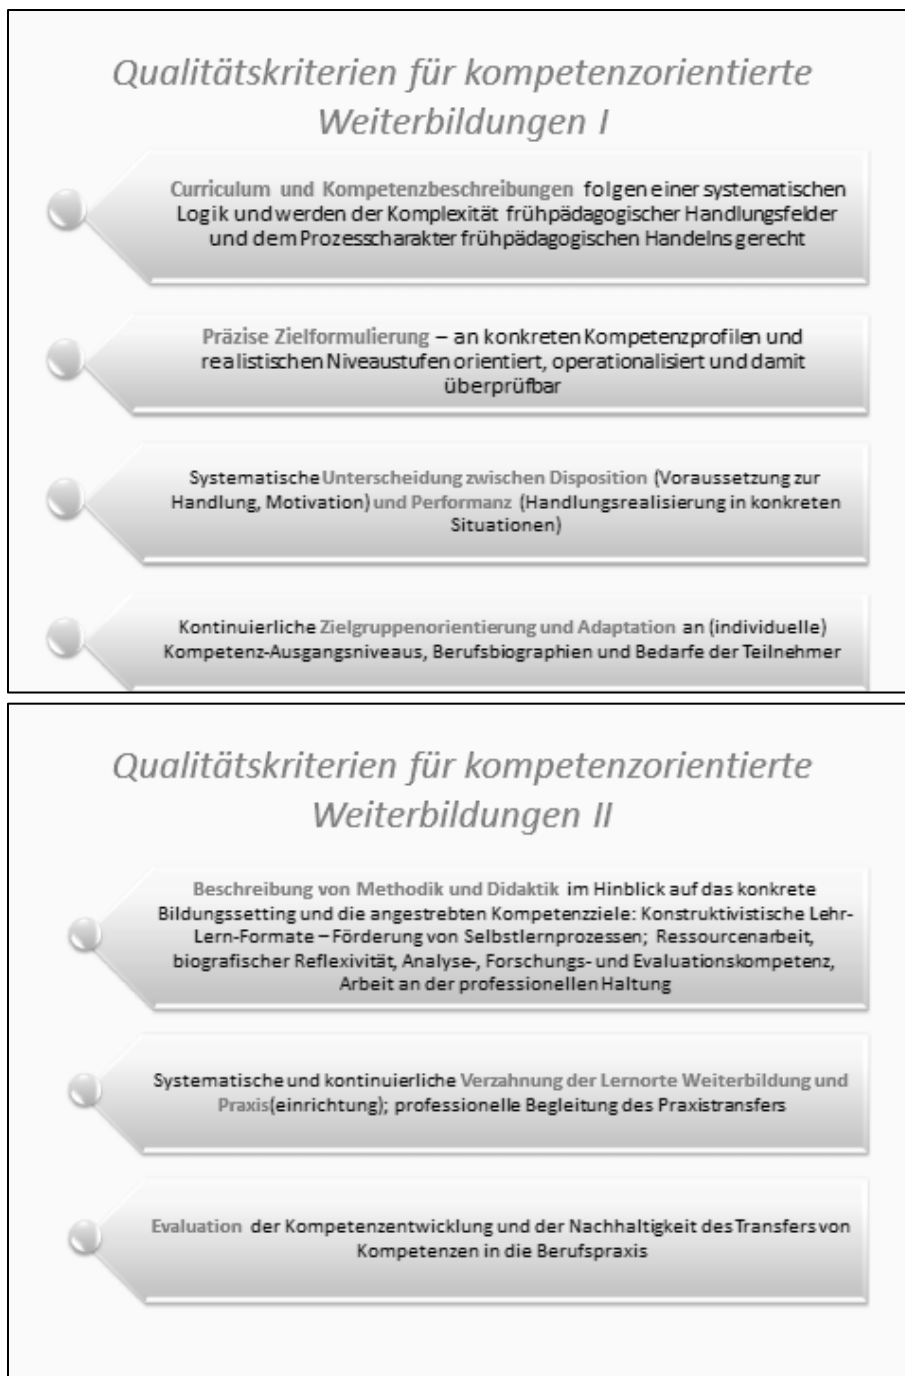 Qualitätskriterien für kompetenzorientierte
Weiterbildungen I
Curriculum und Kompetenzbeschreibungen folgen einer systematischen
Logik und werden der Komplexität frühpädagogischer Handlungsfelder
und dem Prozesscharakter frühpädagogischen Handelns gerecht
Präzise Zielformulierung – an konkreten Kompetenzprofilen und
realistischen Niveaustufen orientiert, operationalisiert und damit
überprüfbar
Systematische Unterscheidung zwischen Disposition (Voraussetzung zur
Handlung, Motivation) und Performanz (Handlungsrealisierung in konkreten
Situationen)
Kontinuierliche Zielgruppenorientierung und Adaptation an (individuelle)
Kompetenz-Ausgangsniveaus, Berufsbiographien und Bedarfe der Teilnehmer
Qualitätskriterien für kompetenzorientierte
Weiterbildungen II
Beschreibung von Methodik und Didaktik im Hinblick auf das konkrete
Bildungssetting und die angestrebten Kompetenzziele: Konstruktivistische Lehr-
Lern-Formate – Förderung von Selbstlernprozessen; Ressourcenarbeit,
biografischer Reflexivität, Analyse-, Forschungs- und Evaluationskompetenz,
Arbeit an der professionellen Haltung
Systematische und kontinuierliche Verzahnung der Lernorte Weiterbildung und
Praxis(einrichtung); professionelle Begleitung des Praxistransfers
Evaluation der Kompetenzentwicklung und der Nachhaltigkeit des Transfers von
Kompetenzen in die Berufspraxis